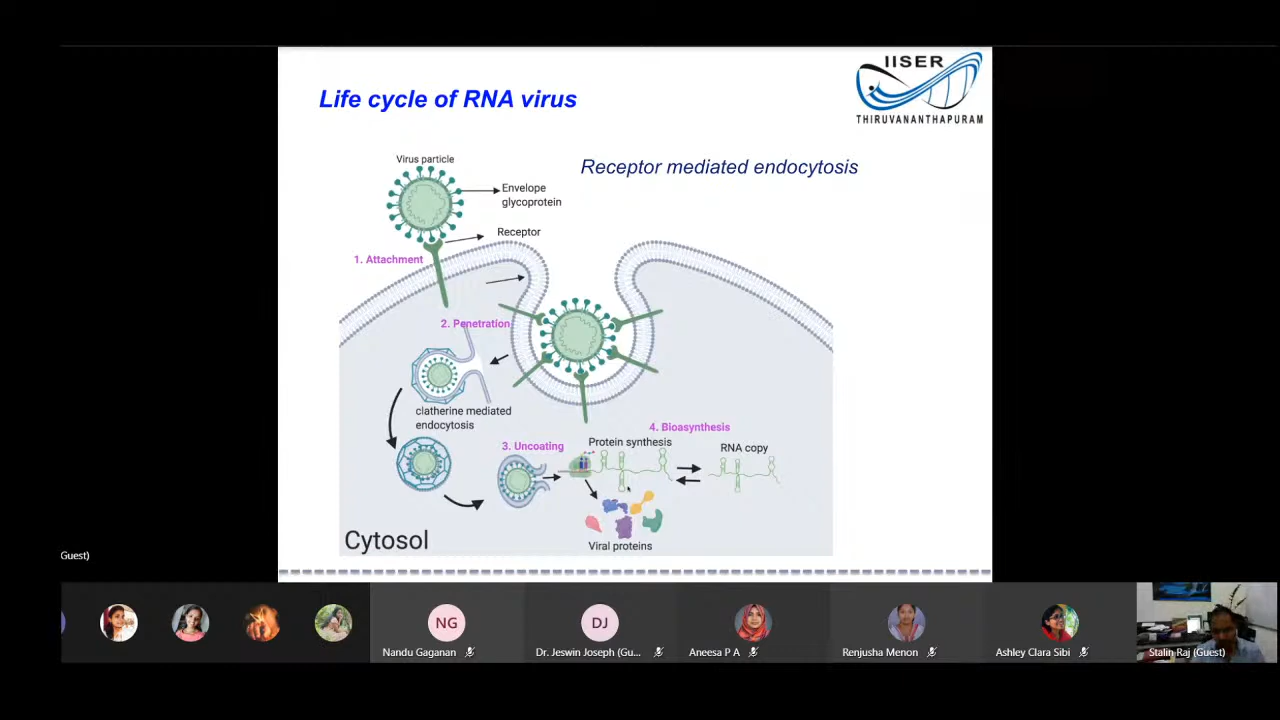 IISER
THIRUVANANTHAPURAM
Life cycle of RNA virus
Receptor mediated endocytosis
Virus particle
Envelope
glycoprotein
Receptor
1. Attachment
2. Penetration
clatherine mediated
endocytosis
3. Uncoating
4. Bioasynthesis
Protein synthesis
RNA copy
Viral proteins
Cytosol
Guest)
NG
Nandu Gaganan
DJ
Dr. Jeswin Joseph (Gu...
Aneesa P A
Renjusha Menon
Ashley Clara Sibi
Stalin Raj (Guest)